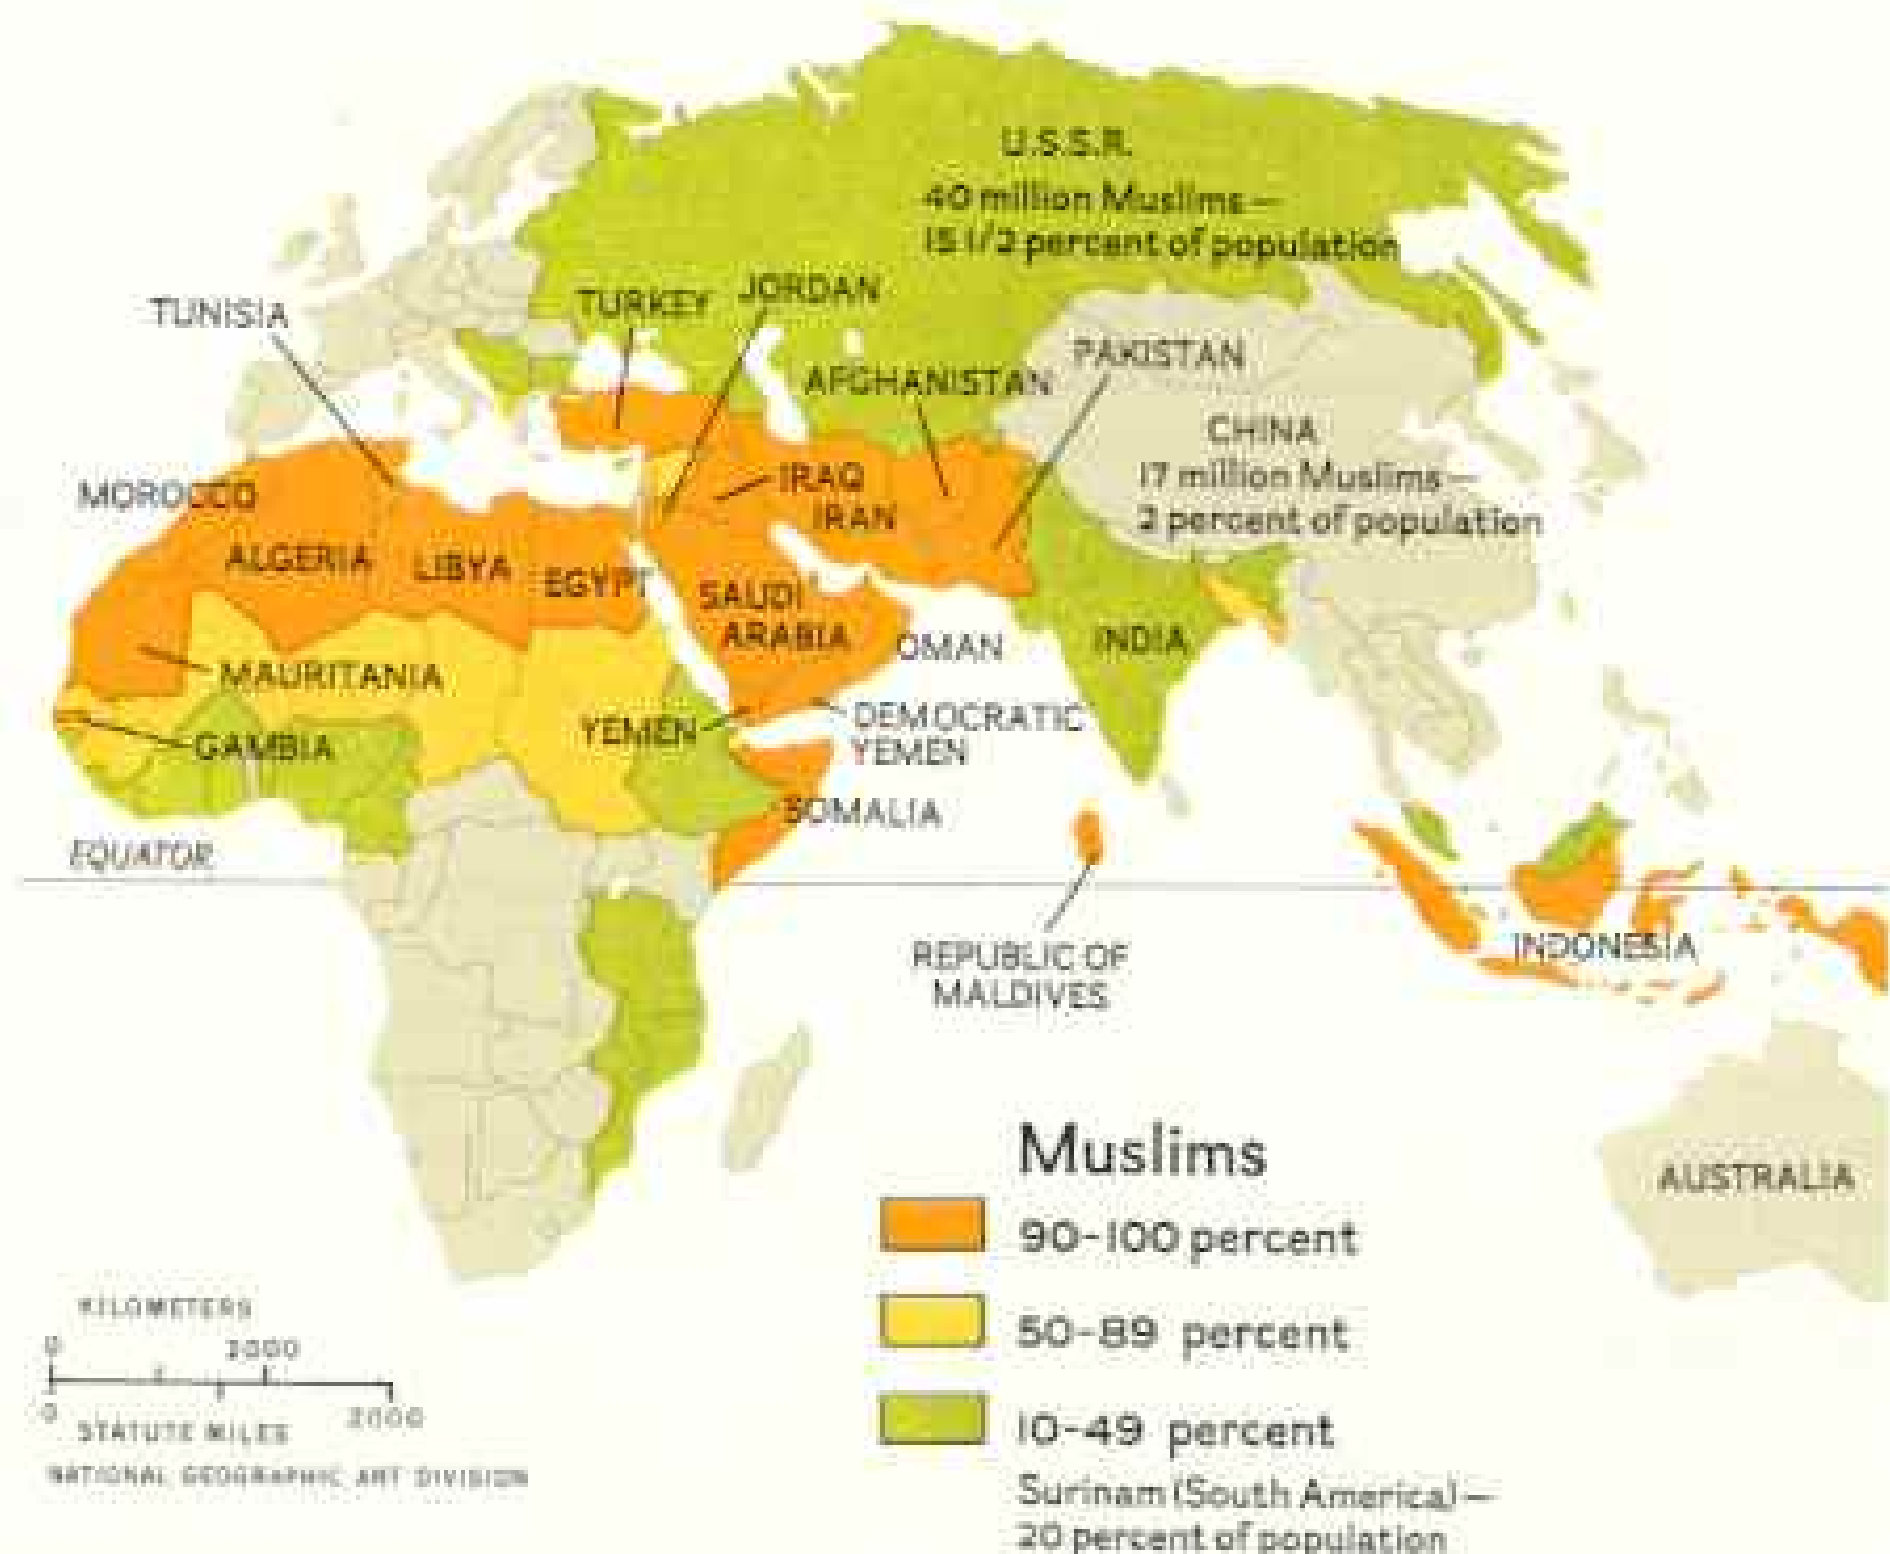 U.S.S.R.
40 million Muslims—
15 1/2 percent of population
TUNISIA
TURKEY
JORDAN
AFGHANISTAN
PAKISTAN
CHINA
17 million Muslims—
2 percent of population
MOROCCO
IRAQ
IRAN
ALGERIA
LIBYA
EGYPT
SAUDI
ARABIA
OMAN
INDIA
MAURITANIA
GAMBIA
YEMEN
DEMOCRATIC
YEMEN
SOMALIA
EQUATOR
REPUBLIC OF
MALDIVES
INDONESIA
AUSTRALIA
Muslims
90-100 percent
50-89 percent
10-49 percent
Surinam (South America)—
20 percent of population
KILOMETERS
0 2000
0 2000
STATUTE MILES
NATIONAL GEOGRAPHIC ART DIVISION